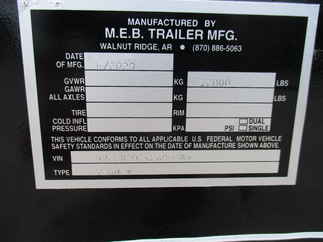 MANUFACTURED BY
M.E.B. TRAILER MFG.
WALNUT RIDGE, AR • (870) 886-5063
DATE
OF MFG.
GVWR KG LBS
GAWR
ALL AXLES KG LBS
TIRE RIM
COLD INFL. DUAL
PRESSURE KPA PSI SINGLE
THIS VEHICLE CONFORMS TO ALL APPLICABLE U.S. FEDERAL MOTOR VEHICLE
SAFETY STANDARDS IN EFFECT ON THE DATE OF MANUFACTURE SHOWN ABOVE.
VIN
TYPE